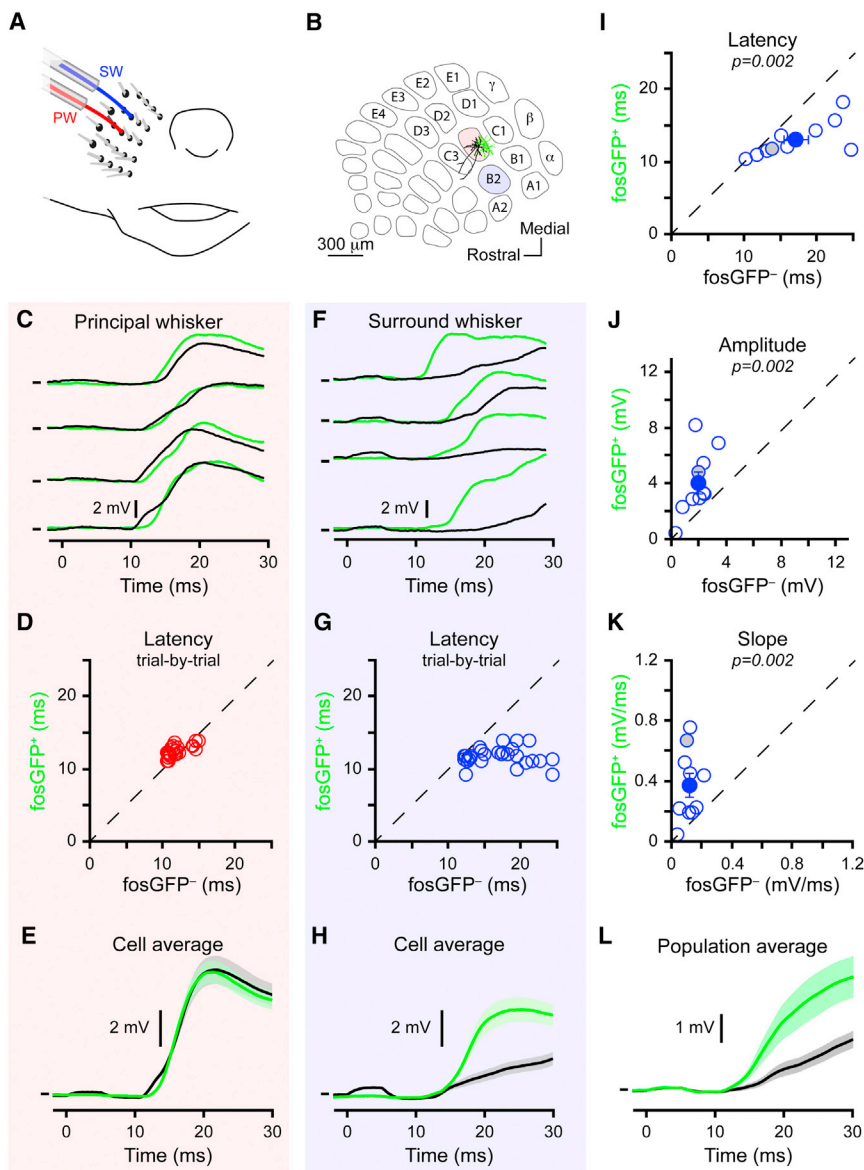 A
SW
PW
B
E1
E2
γ
E3
D1
E4
D2
β
D3
C1
C3
B1
α
B2
A1
A2
300 μm
Medial
Rostral
I
Latency
p=0.002
fosGFP⁺ (ms)
20
10
0
0
10
20
fosGFP⁻ (ms)
C
Principal whisker
2 mV
0
10
20
30
Time (ms)
F
Surround whisker
2 mV
0
10
20
30
Time (ms)
J
Amplitude
p=0.002
fosGFP⁺ (mV)
12
8
4
0
0
4
8
12
fosGFP⁻ (mV)
D
Latency
trial-by-trial
fosGFP⁺ (ms)
20
10
0
0
10
20
fosGFP⁻ (ms)
G
Latency
trial-by-trial
20
10
0
0
10
20
fosGFP⁻ (ms)
K
Slope
p=0.002
fosGFP⁺ (mV/ms)
1.2
0.8
0.4
0
0
0.4
0.8
1.2
fosGFP⁻ (mV/ms)
E
Cell average
2 mV
0
10
20
30
Time (ms)
H
Cell average
2 mV
0
10
20
30
Time (ms)
L
Population average
1 mV
0
10
20
30
Time (ms)